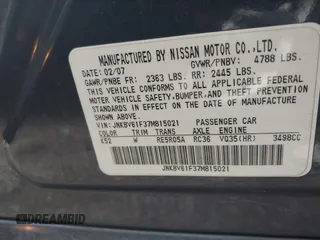 MANUFACTURED BY NISSAN MOTOR CO.,LTD.
DATE: 02/07 GVWR/PNBV: 4788 LBS.
GAWR/PNBE FR: 2363 LBS. RR: 2445 LBS.
THIS VEHICLE CONFORMS TO ALL APPLICABLE FEDERAL
MOTOR VEHICLE SAFETY, BUMPER, AND THEFT
PREVENTION STANDARDS IN EFFECT ON THE DATE OF
MANUFACTURE SHOWN ABOVE.
VIN: JNKBV61F37M815021 PASSENGER CAR
COLOR TRIM TRANS AXLE ENGINE
K52 W RE5R05A RC36 VQ35(HR) 3498CC
JNKBV61F37M815021